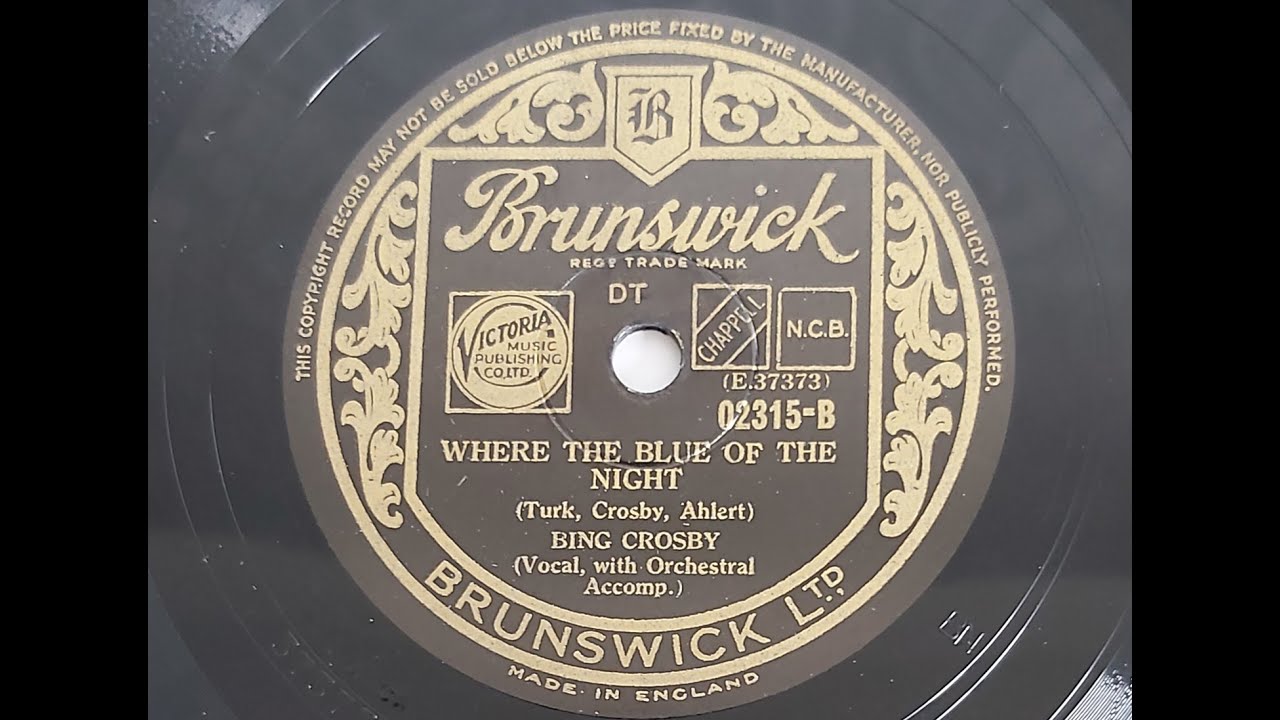 THIS COPYRIGHT RECORD MAY NOT BE SOLD BELOW THE PRICE FIXED BY THE MANUFACTURER, NOR PUBLICLY PERFORMED.
B
Brunswick
REGD TRADE MARK
DT
VICTORIA
MUSIC
PUBLISHING
CO, LTD.
CHAPPELL
N.C.B.
(E.37373)
02315-B
WHERE THE BLUE OF THE
NIGHT
(Turk, Crosby, Ahlert)
BING CROSBY
(Vocal, with Orchestral
Accomp.)
BRUNSWICK LTD.,
MADE IN ENGLAND